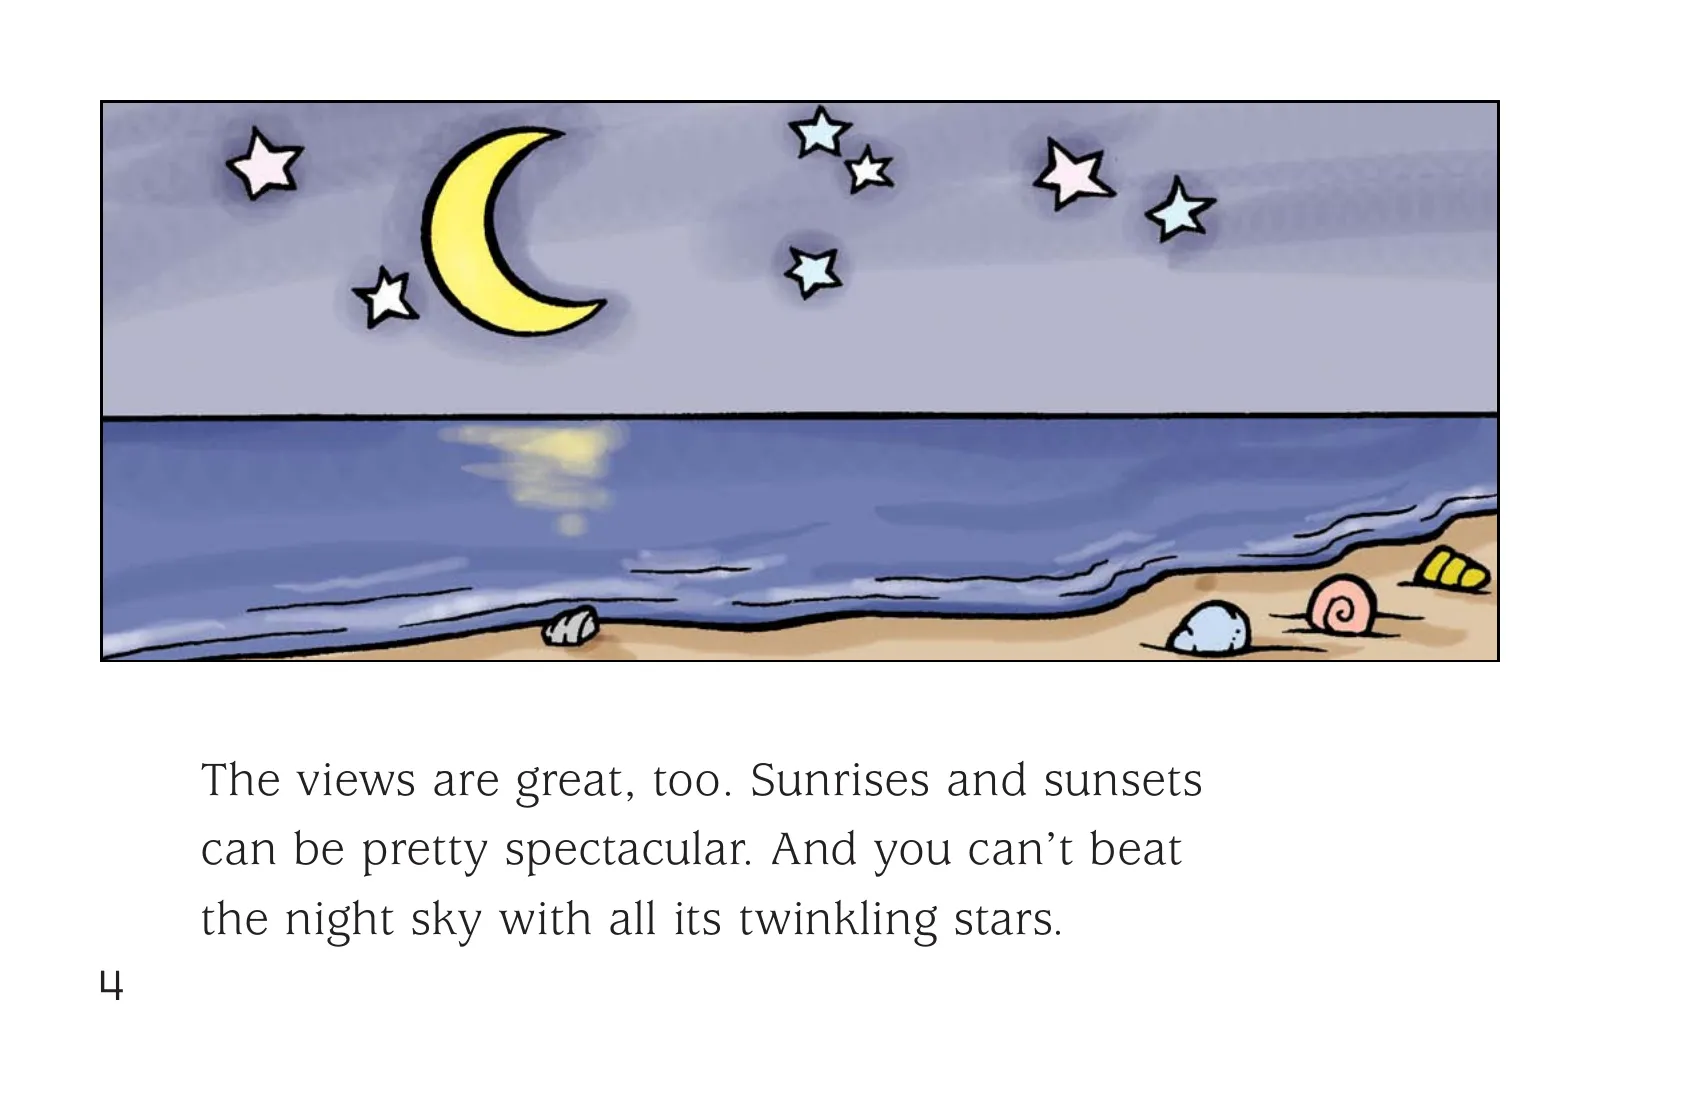 The views are great, too. Sunrises and sunsets
can be pretty spectacular. And you can’t beat
the night sky with all its twinkling stars.
4